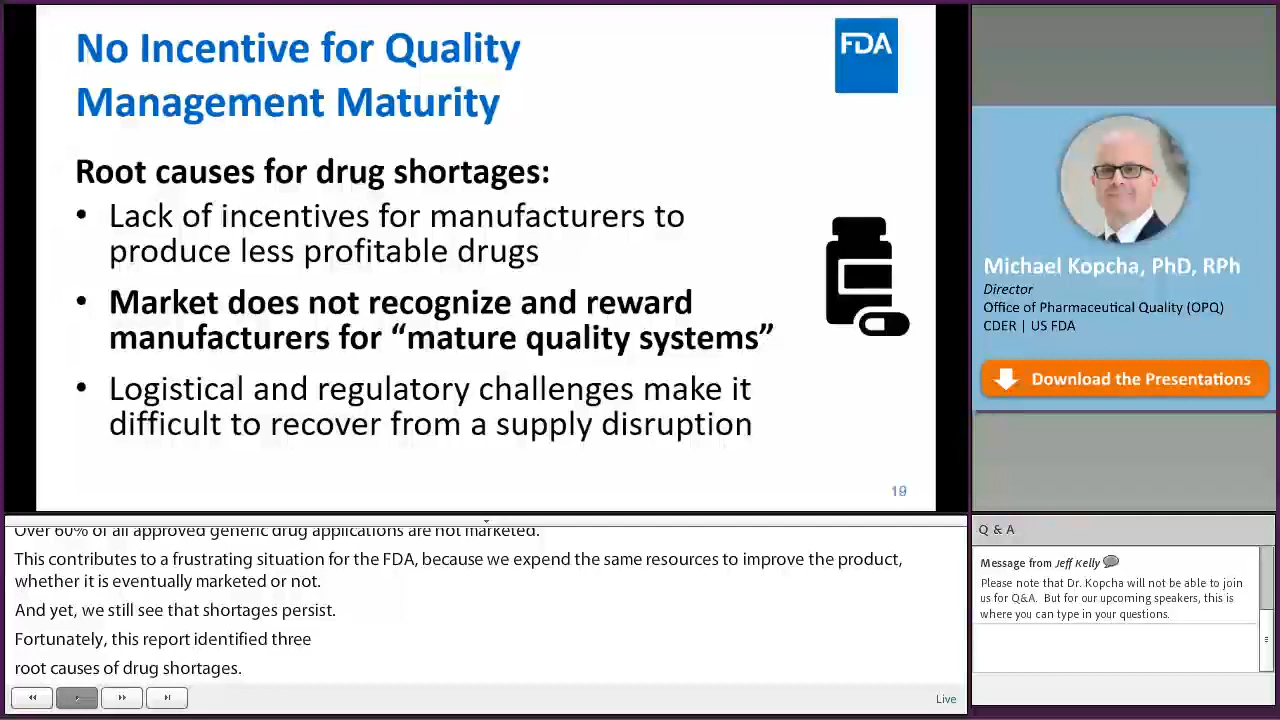 No Incentive for Quality
Management Maturity
FDA
Root causes for drug shortages:
• Lack of incentives for manufacturers to
produce less profitable drugs
• Market does not recognize and reward
manufacturers for “mature quality systems”
• Logistical and regulatory challenges make it
difficult to recover from a supply disruption
19
Michael Kopcha, PhD, RPh
Director
Office of Pharmaceutical Quality (OPQ)
CDER | US FDA
Download the Presentations
Over 60% of all approved generic drug applications are not marketed.
This contributes to a frustrating situation for the FDA, because we expend the same resources to improve the product,
whether it is eventually marketed or not.
And yet, we still see that shortages persist.
Fortunately, this report identified three
root causes of drug shortages.
Live
Q & A
Message from Jeff Kelly
Please note that Dr. Kopcha will not be able to join
us for Q&A. But for our upcoming speakers, this is
where you can type in your questions.